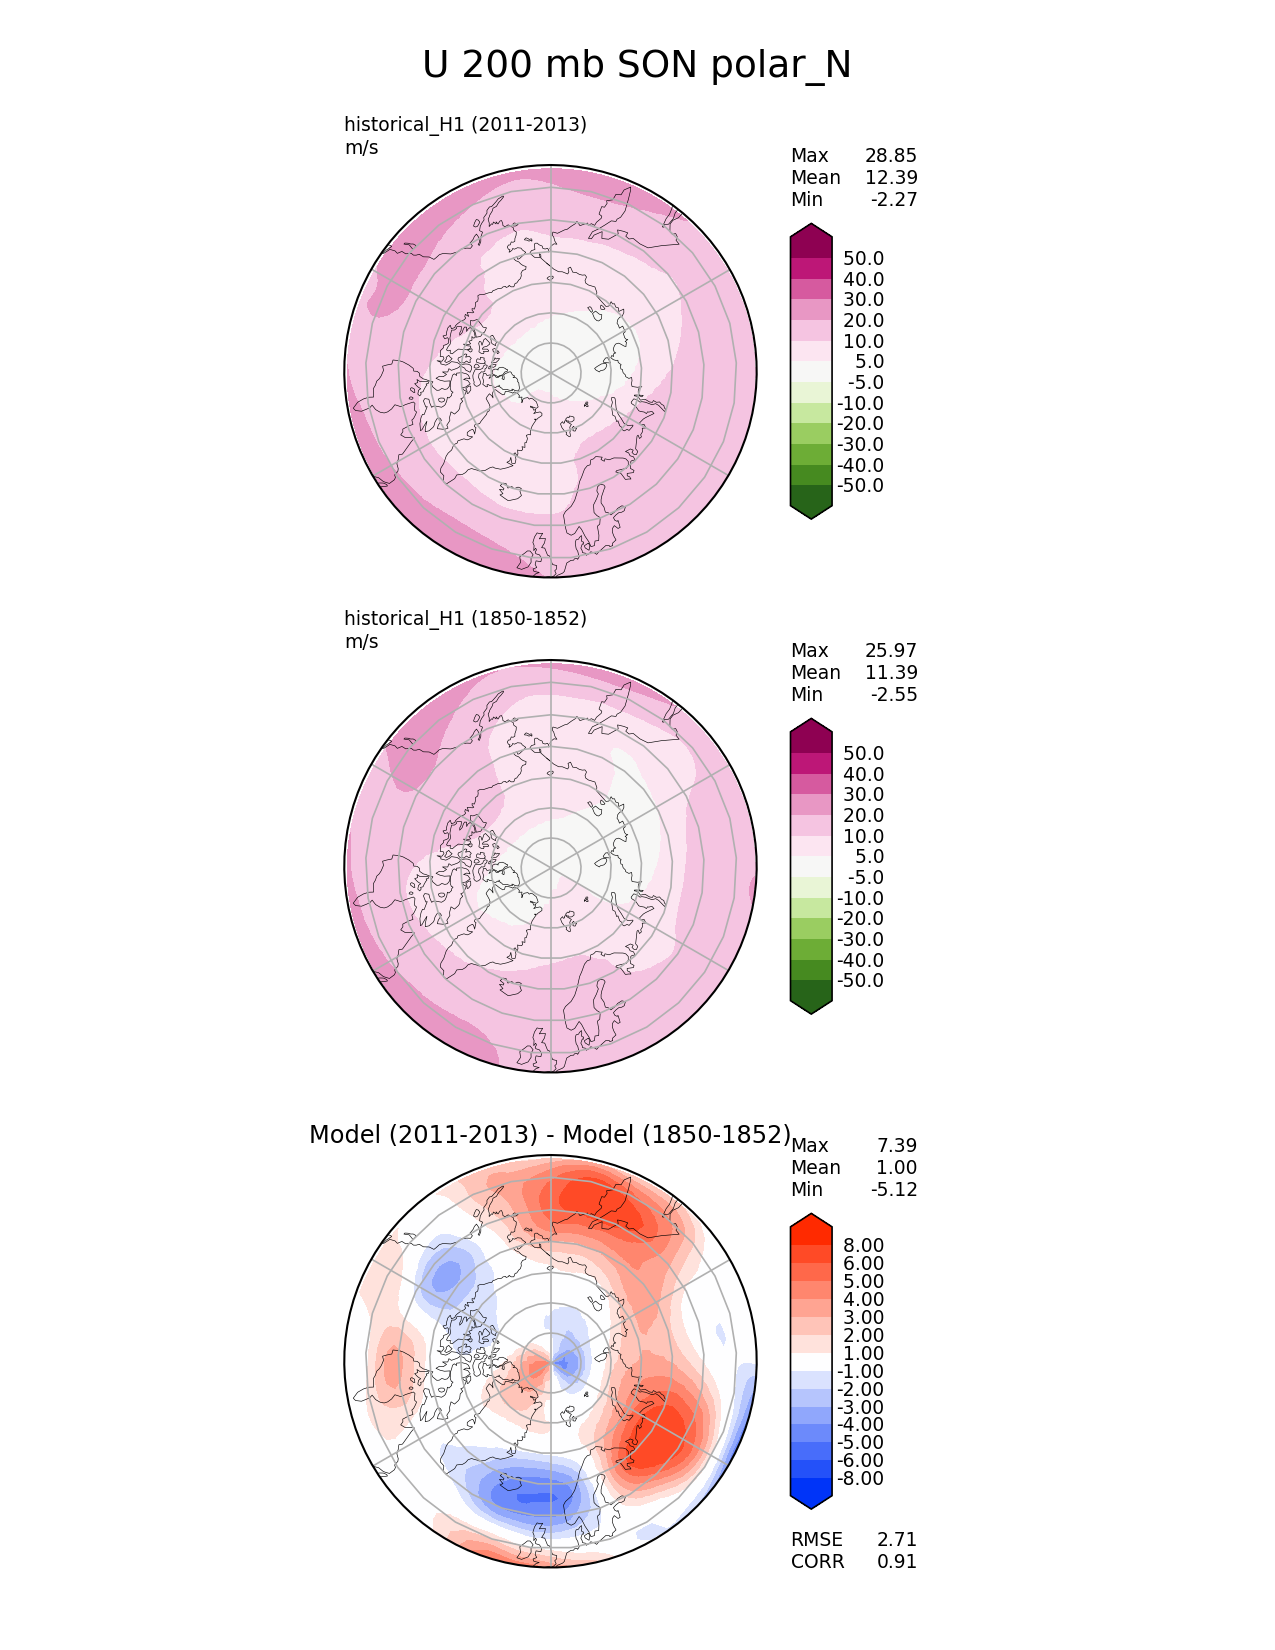 U 200 mb SON polar_N
historical_H1 (2011-2013)
m/s
Max 28.85
Mean 12.39
Min -2.27
50.0
40.0
30.0
20.0
10.0
5.0
-5.0
-10.0
-20.0
-30.0
-40.0
-50.0
historical_H1 (1850-1852)
m/s
Max 25.97
Mean 11.39
Min -2.55
50.0
40.0
30.0
20.0
10.0
5.0
-5.0
-10.0
-20.0
-30.0
-40.0
-50.0
Model (2011-2013) - Model (1850-1852)
Max 7.39
Mean 1.00
Min -5.12
8.00
6.00
5.00
4.00
3.00
2.00
1.00
-1.00
-2.00
-3.00
-4.00
-5.00
-6.00
-8.00
RMSE 2.71
CORR 0.91